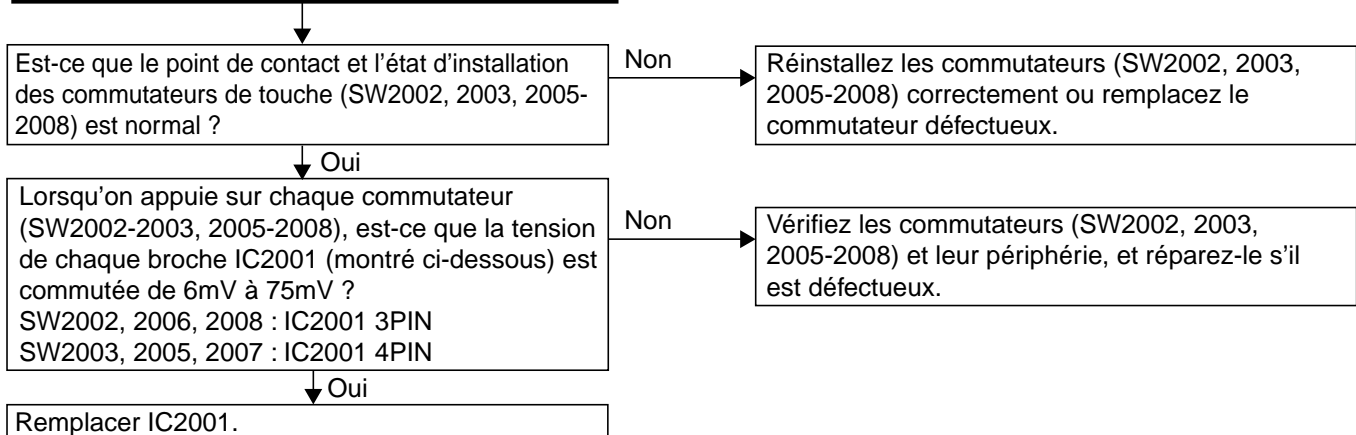 Est-ce que le point de contact et l'état d'installation
des commutateurs de touche (SW2002, 2003, 2005-
2008) est normal ?
Non
Réinstallez les commutateurs (SW2002, 2003,
2005-2008) correctement ou remplacez le
commutateur défectueux.
Oui
Lorsqu'on appuie sur chaque commutateur
(SW2002-2003, 2005-2008), est-ce que la tension
de chaque broche IC2001 (montré ci-dessous) est
commutée de 6mV à 75mV ?
SW2002, 2006, 2008 : IC2001 3PIN
SW2003, 2005, 2007 : IC2001 4PIN
Non
Vérifiez les commutateurs (SW2002, 2003,
2005-2008) et leur périphérie, et réparez-le s'il
est défectueux.
Oui
Remplacer IC2001.